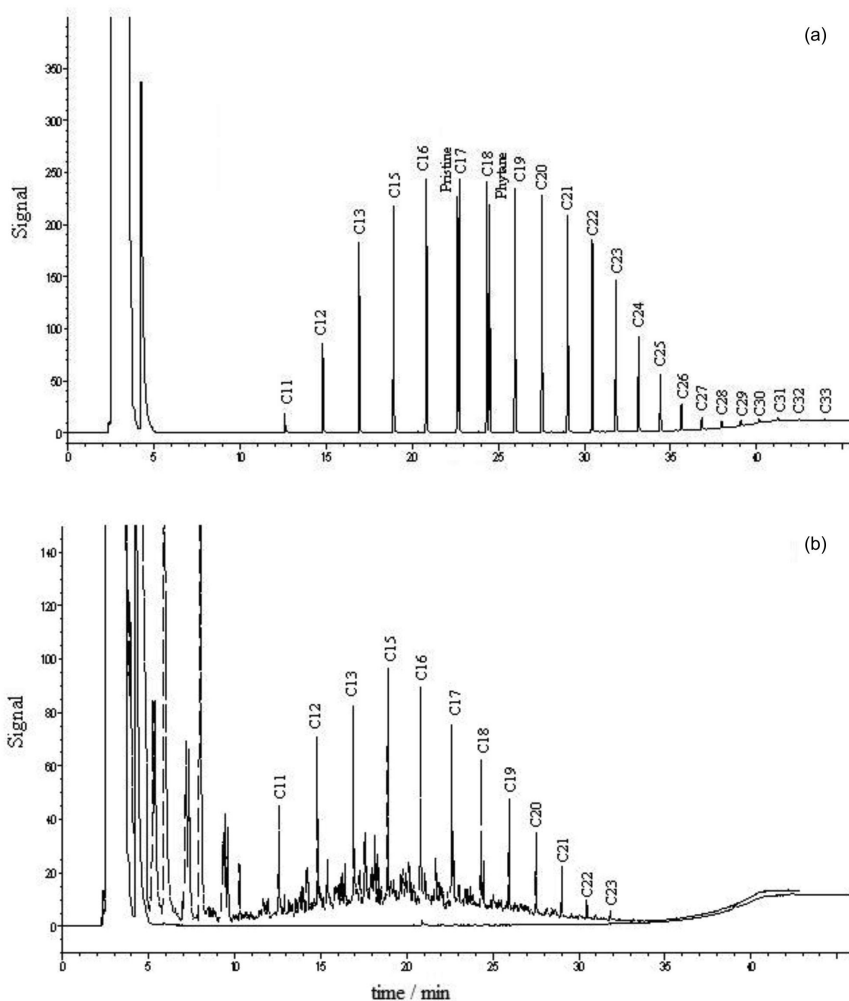 (a)
Signal
350
300
250
200
150
100
50
0
C11
C12
C13
C15
C16
Pristine
C17
C18
Phytane
C19
C20
C21
C22
C23
C24
C25
C26
C27
C28
C29
C30
C31
C32
C33
0 5 10 15 20 25 30 35 40
(b)
Signal
140
120
100
80
60
40
20
0
C11
C12
C13
C15
C16
C17
C18
C19
C20
C21
C22
C23
0 5 10 15 20 25 30 35 40
time / min